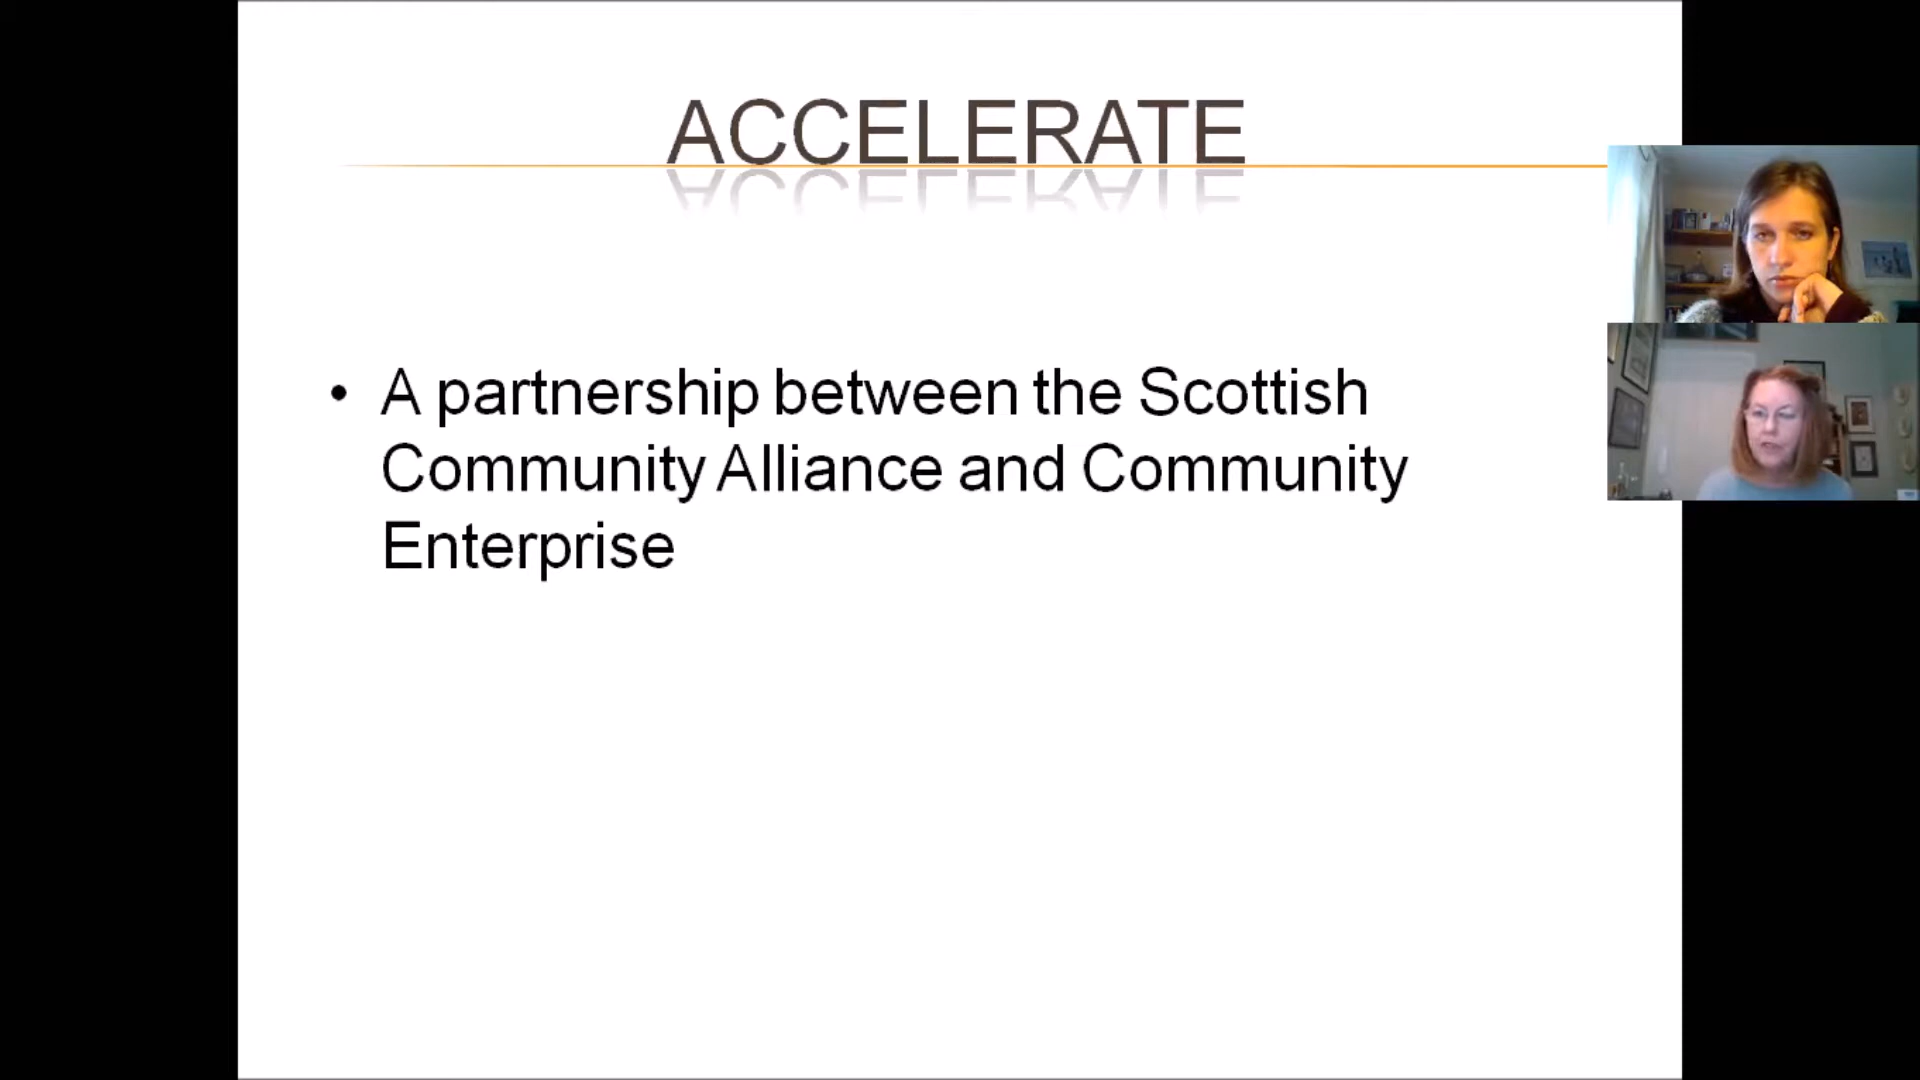 ACCELERATE
• A partnership between the Scottish
Community Alliance and Community
Enterprise